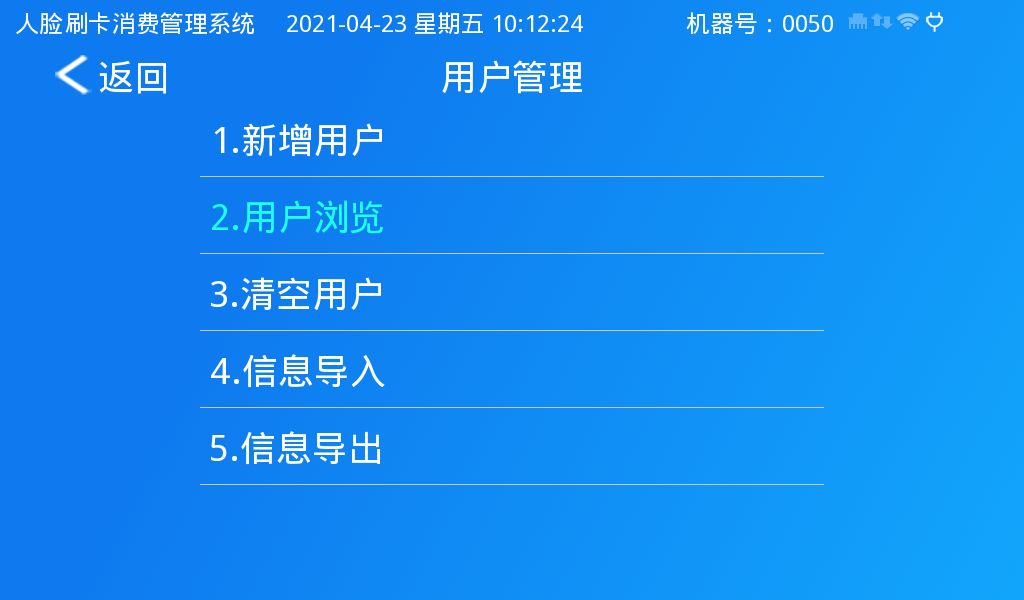 人脸刷卡消费管理系统 2021-04-23 星期五 10:12:24 机器号：0050
返回 用户管理
1.新增用户
2.用户浏览
3.清空用户
4.信息导入
5.信息导出